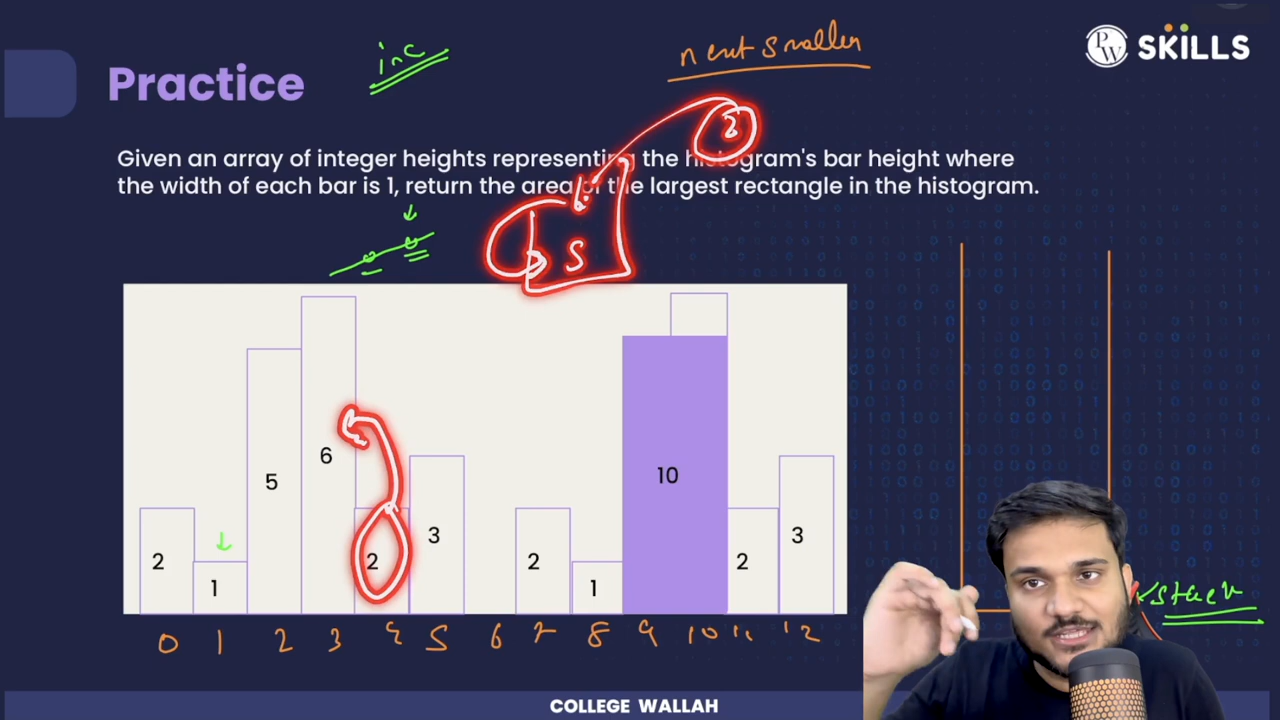 inc
next smaller
PW SKILLS
Practice
Given an array of integer heights representing the histogram's bar height where
the width of each bar is 1, return the area of the largest rectangle in the histogram.
5
6
5
10
6
2
2
3
2
3
1
2
1
stack
0 1 2 3 4 5 6 7 8 9 10 11 12
COLLEGE WALLAH